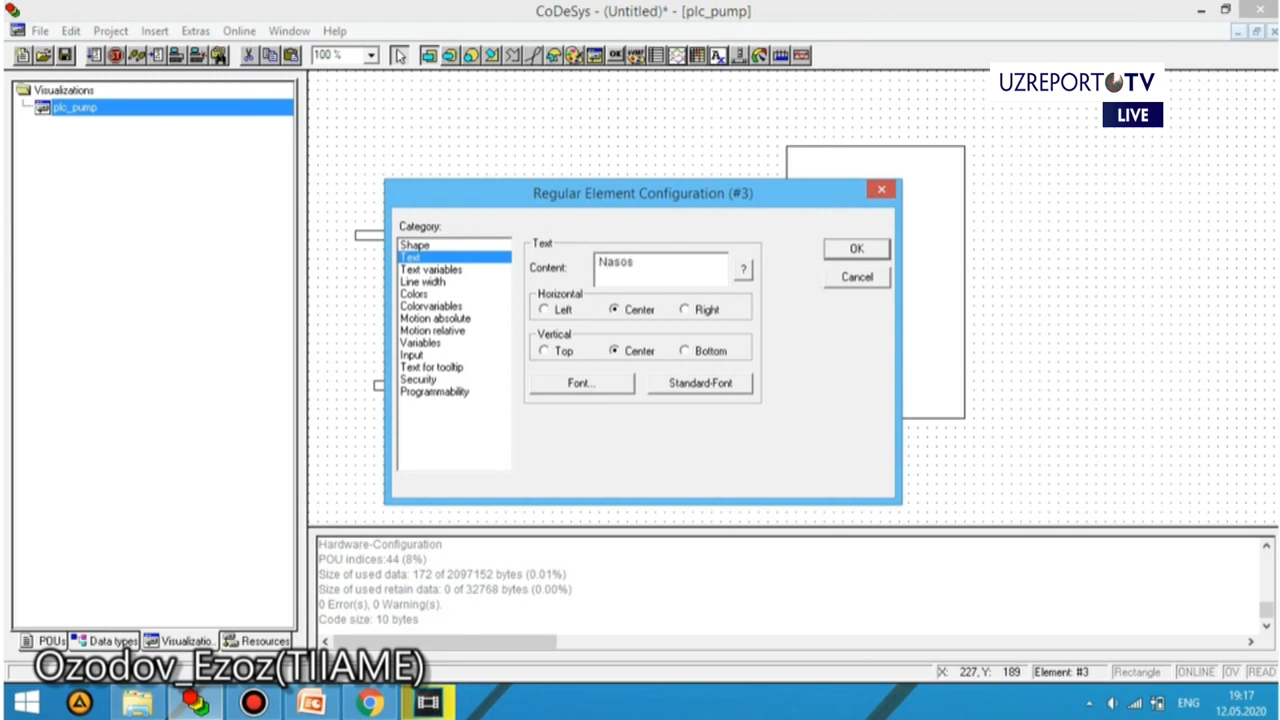 CoDeSys - (Untitled)* - [plc_pump]
File Edit Project Insert Extras Online Window Help
100 %
Visualizations
plc_pump
UZREPORT TV
LIVE
Regular Element Configuration (#3)
Category:
Shape
Text
Text variables
Line width
Colors
Colorvariables
Motion absolute
Motion relative
Variables
Input
Text for tooltip
Security
Programmability
Text
Content:
Nasos
?
Horizontal
Left Center Right
Vertical
Top Center Bottom
Font... Standard-Font
OK
Cancel
Hardware-Configuration
POU indices:44 (8%)
Size of used data: 172 of 2097152 bytes (0.01%)
Size of used retain data: 0 of 32768 bytes (0.00%)
0 Error(s), 0 Warning(s).
Code size: 10 bytes
POUs Data types Visualizatio.. Resources
Ozodov_Ezoz(TIIAME)
X: 227, Y: 189 Element: #3 Rectangle ONLINE OV READ
ENG
19:17
12.05.2020